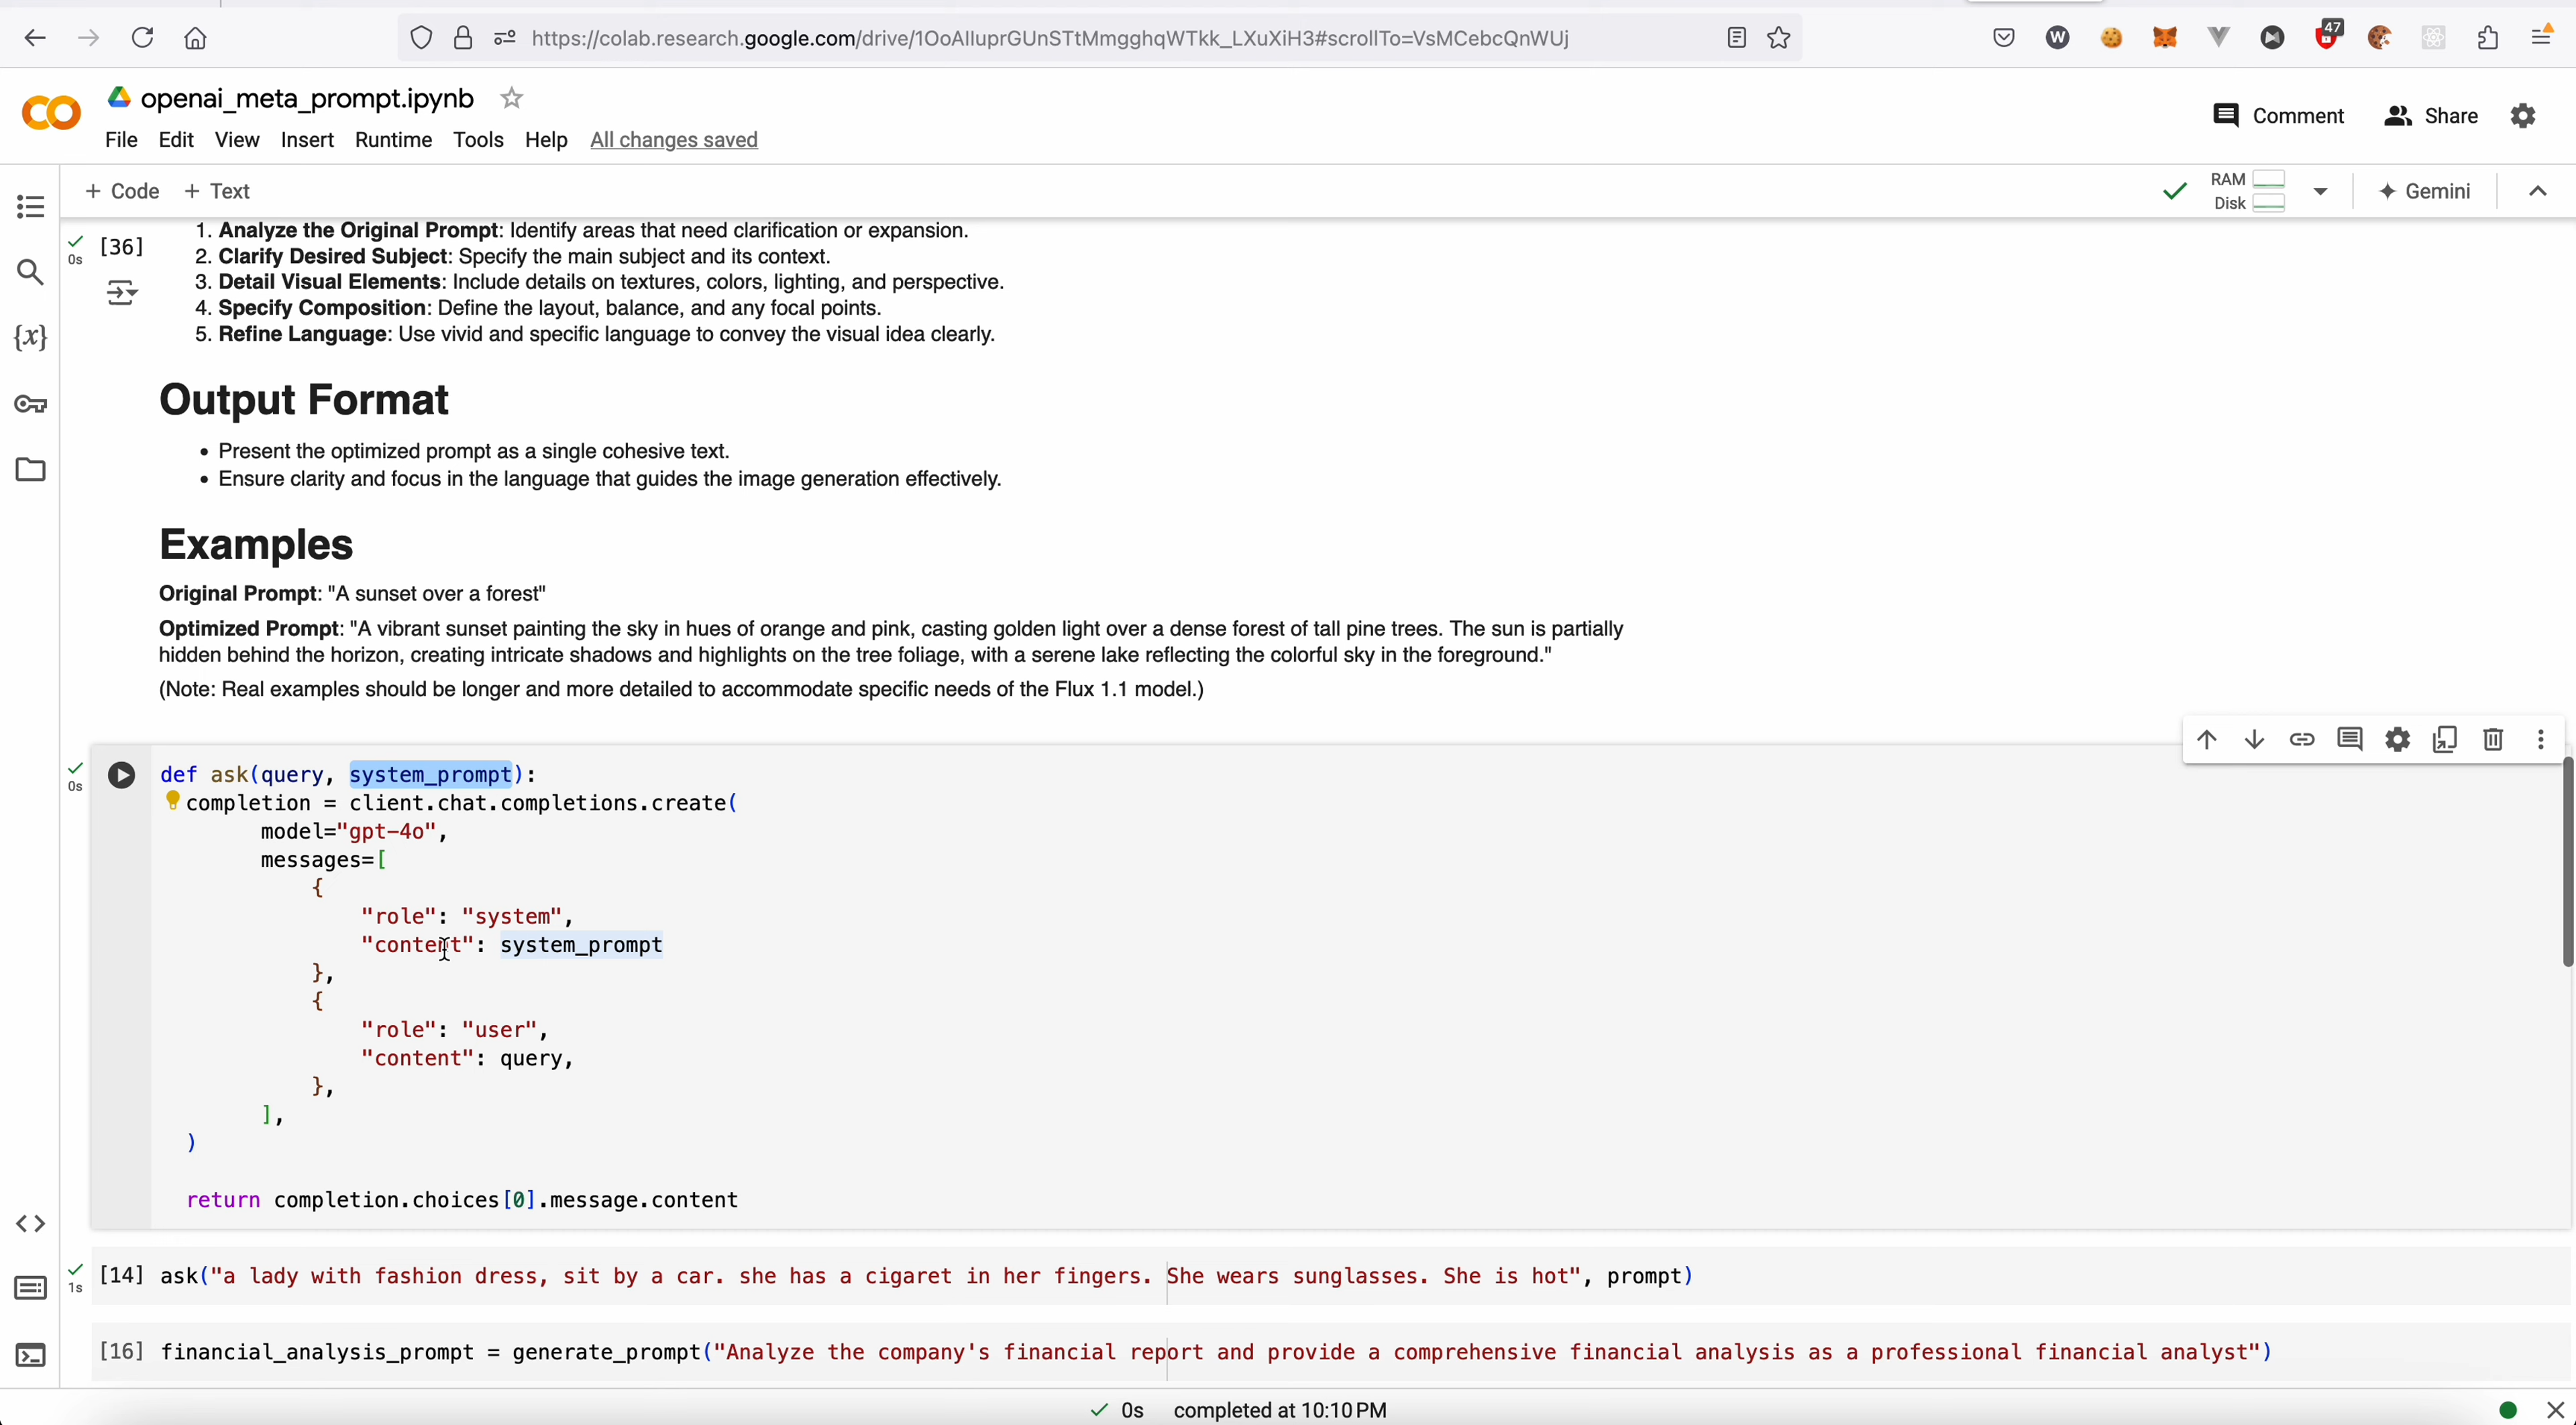 https://colab.research.google.com/drive/1OoAlIuprGUnSTtMmgghqWTkk_LXuXiH3#scrollTo=VsMCebcQnWUj
W
47
CO
openai_meta_prompt.ipynb
Comment
Share
File Edit View Insert Runtime Tools Help All changes saved
+ Code + Text
RAM
Disk
Gemini
{x}
[36]
0s
1. Analyze the Original Prompt: Identify areas that need clarification or expansion.
2. Clarify Desired Subject: Specify the main subject and its context.
3. Detail Visual Elements: Include details on textures, colors, lighting, and perspective.
4. Specify Composition: Define the layout, balance, and any focal points.
5. Refine Language: Use vivid and specific language to convey the visual idea clearly.
Output Format
• Present the optimized prompt as a single cohesive text.
• Ensure clarity and focus in the language that guides the image generation effectively.
Examples
Original Prompt: "A sunset over a forest"
Optimized Prompt: "A vibrant sunset painting the sky in hues of orange and pink, casting golden light over a dense forest of tall pine trees. The sun is partially
hidden behind the horizon, creating intricate shadows and highlights on the tree foliage, with a serene lake reflecting the colorful sky in the foreground."
(Note: Real examples should be longer and more detailed to accommodate specific needs of the Flux 1.1 model.)
0s
def ask(query, system_prompt):
completion = client.chat.completions.create(
model="gpt-4o",
messages=[
{
"role": "system",
"content": system_prompt
},
{
"role": "user",
"content": query,
},
],
)
return completion.choices[0].message.content
1s
[14] ask("a lady with fashion dress, sit by a car. she has a cigaret in her fingers. She wears sunglasses. She is hot", prompt)
[16] financial_analysis_prompt = generate_prompt("Analyze the company's financial report and provide a comprehensive financial analysis as a professional financial analyst")
0s completed at 10:10 PM